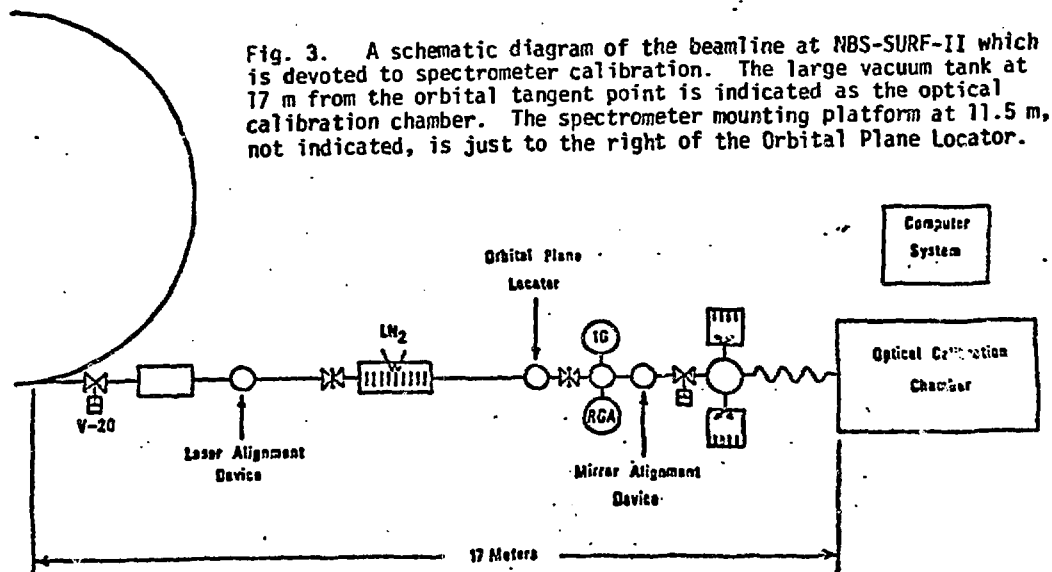 Fig. 3. A schematic diagram of the beamline at NBS-SURF-II which
is devoted to spectrometer calibration. The large vacuum tank at
17 m from the orbital tangent point is indicated as the optical
calibration chamber. The spectrometer mounting platform at 11.5 m,
not indicated, is just to the right of the Orbital Plane Locator.
Computer
System
Orbital Plane
Locater
LN2
IG
Optical Calibration
Chamber
V-20
RGA
Laser Alignment
Device
Mirror Alignment
Device
17 Meters